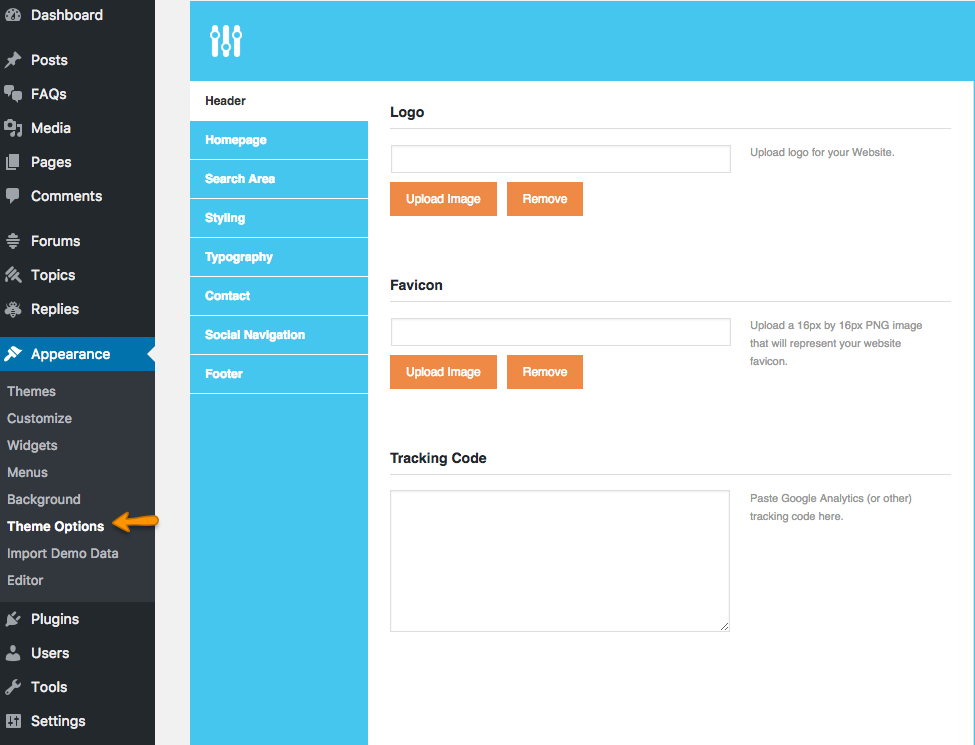 Dashboard
Posts
FAQs
Media
Pages
Comments
Forums
Topics
Replies
Appearance
Themes
Customize
Widgets
Menus
Background
Theme Options
Import Demo Data
Editor
Plugins
Users
Tools
Settings
Header
Homepage
Search Area
Styling
Typography
Contact
Social Navigation
Footer
Logo
Upload logo for your Website.
Upload Image
Remove
Favicon
Upload a 16px by 16px PNG image
that will represent your website
favicon.
Upload Image
Remove
Tracking Code
Paste Google Analytics (or other)
tracking code here.